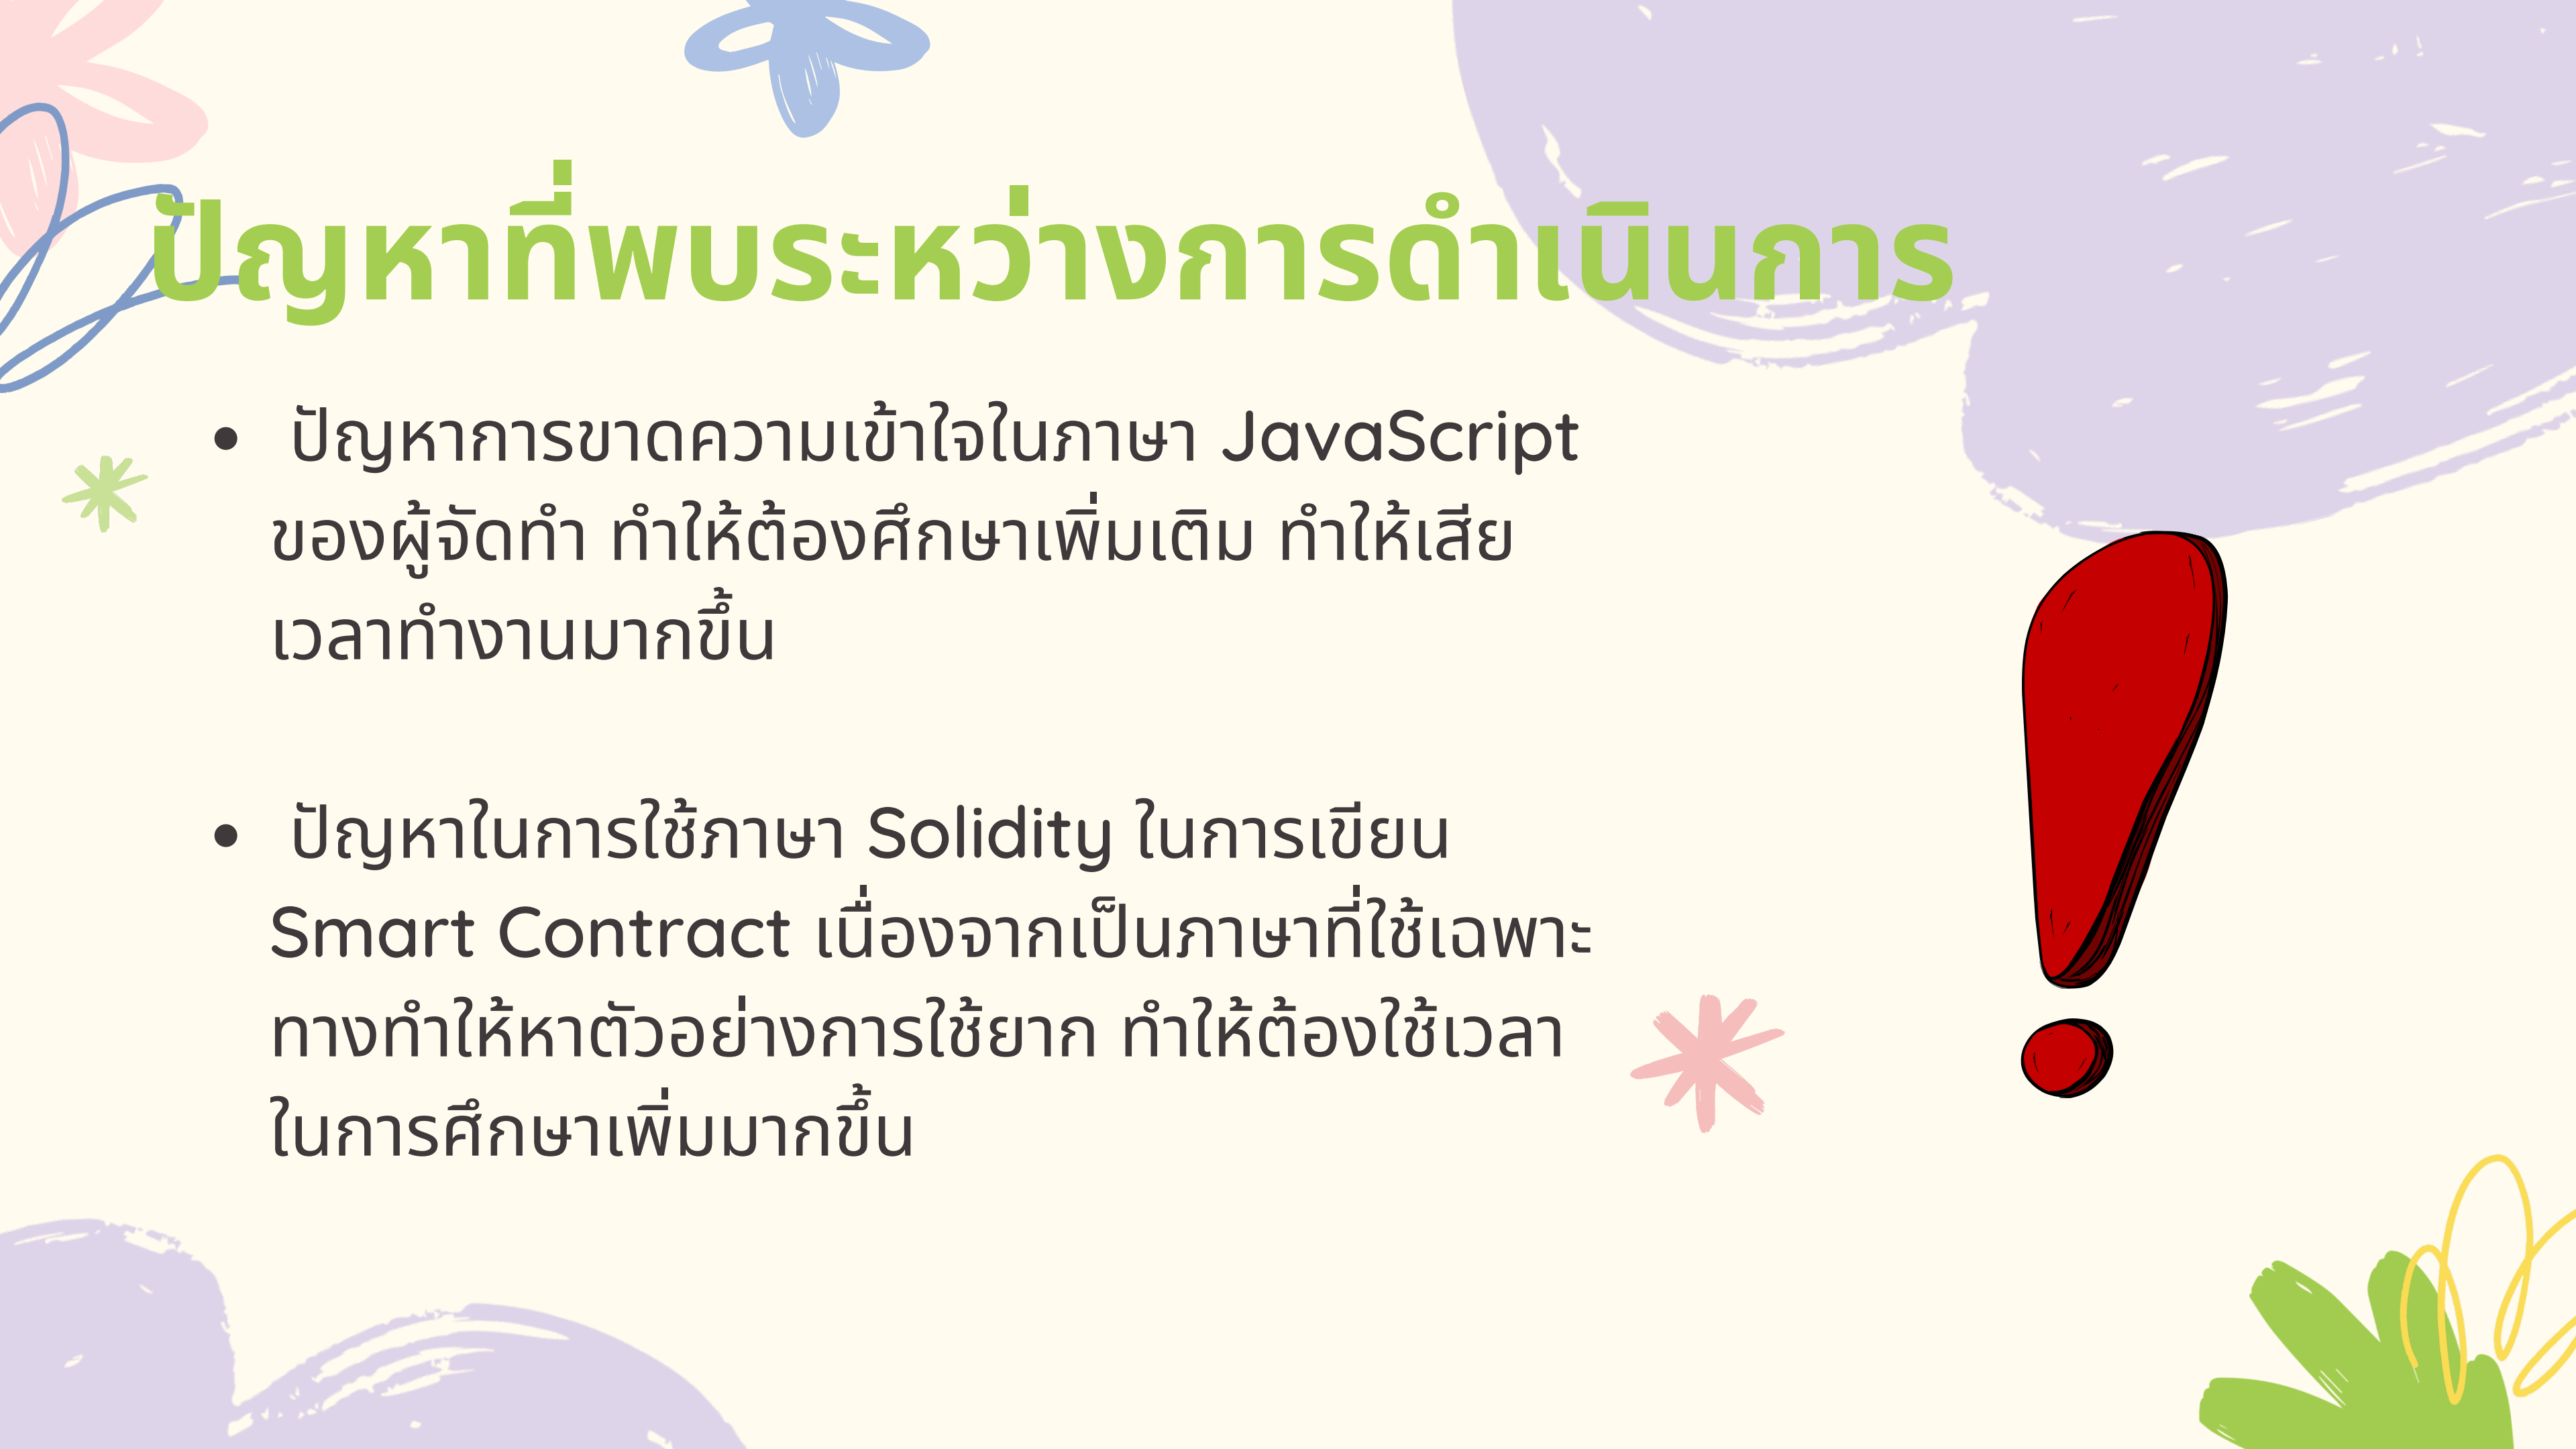 ปัญหาที่พบระหว่างการดำเนินการ
• ปัญหาการขาดความเข้าใจในภาษา JavaScript
ของผู้จัดทำ ทำให้ต้องศึกษาเพิ่มเติม ทำให้เสีย
เวลาทำงานมากขึ้น
• ปัญหาในการใช้ภาษา Solidity ในการเขียน
Smart Contract เนื่องจากเป็นภาษาที่ใช้เฉพาะ
ทางทำให้หาตัวอย่างการใช้ยาก ทำให้ต้องใช้เวลา
ในการศึกษาเพิ่มมากขึ้น